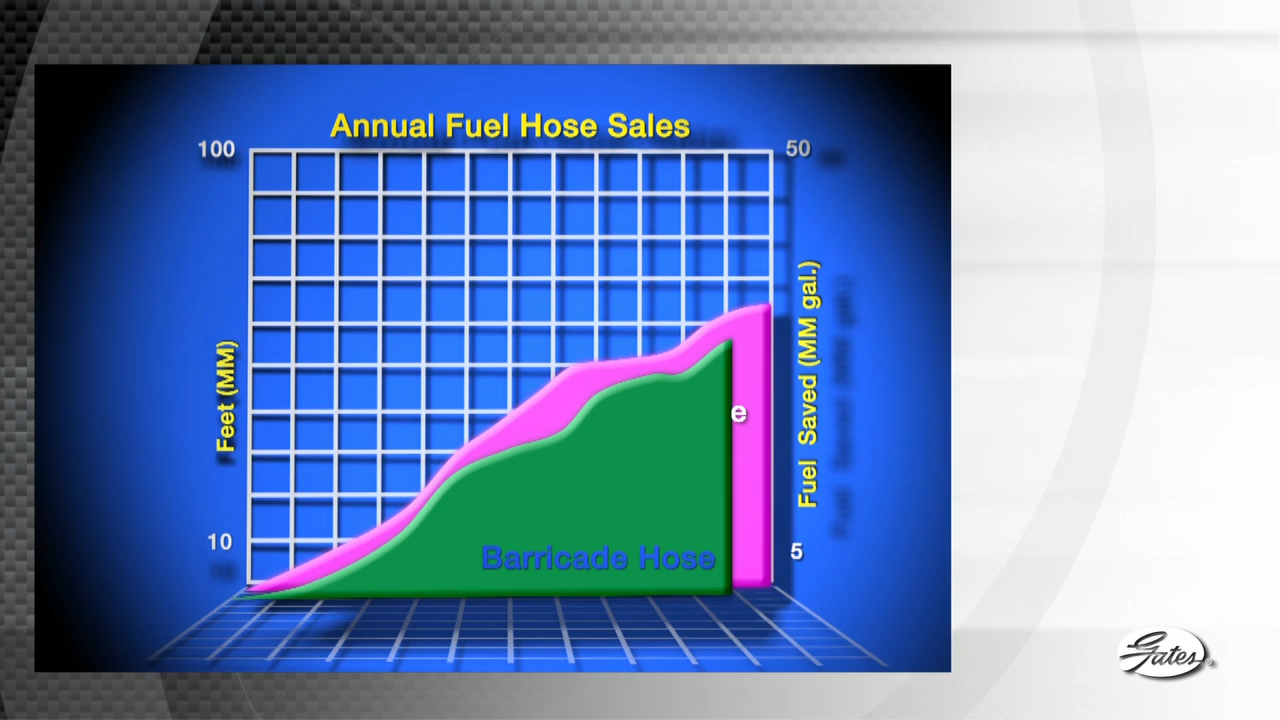 Annual Fuel Hose Sales
100
50
Feet (MM)
Fuel Saved (MM gal.)
e
10
5
Barricade Hose
Gates